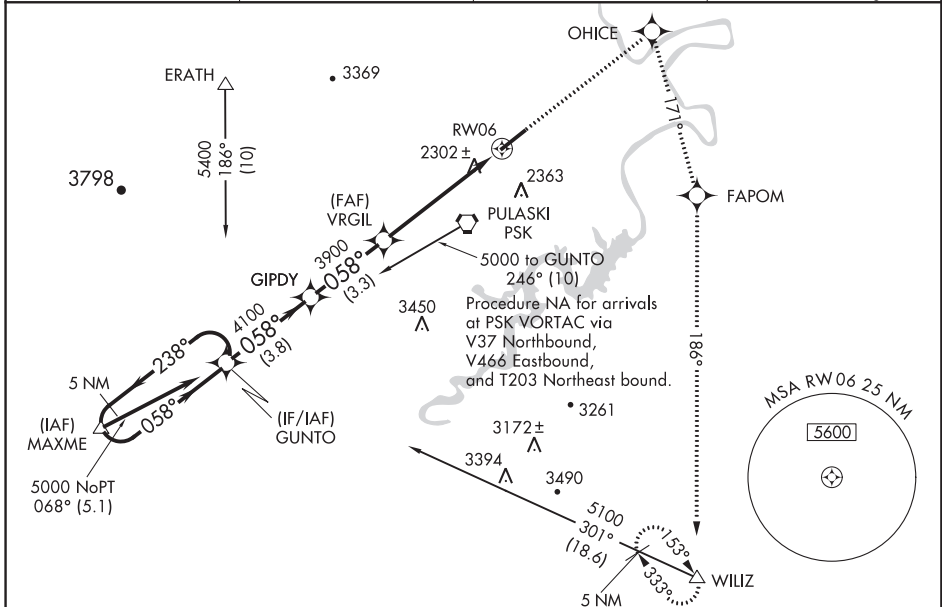 OHICE
ERATH
3369
5400
186°
(10)
171°
RW06
2302 ±
3798
2363
FAPOM
(FAF)
VRGIL
PULASKI
PSK
3900
058°
(3.3)
5000 to GUNTO
246° (10)
GIPDY
4100
058°
(3.8)
3450
Procedure NA for arrivals
at PSK VORTAC via
V37 Northbound,
V466 Eastbound,
and T203 Northeast bound.
186°
238°
5 NM
058°
(IAF)
MAXME
(IF/IAF)
GUNTO
5000 NoPT
068° (5.1)
3261
3172 ±
3394
3490
MSA RW 06 25 NM
5600
5100
301°
(18.6)
153°
333°
WILIZ
5 NM